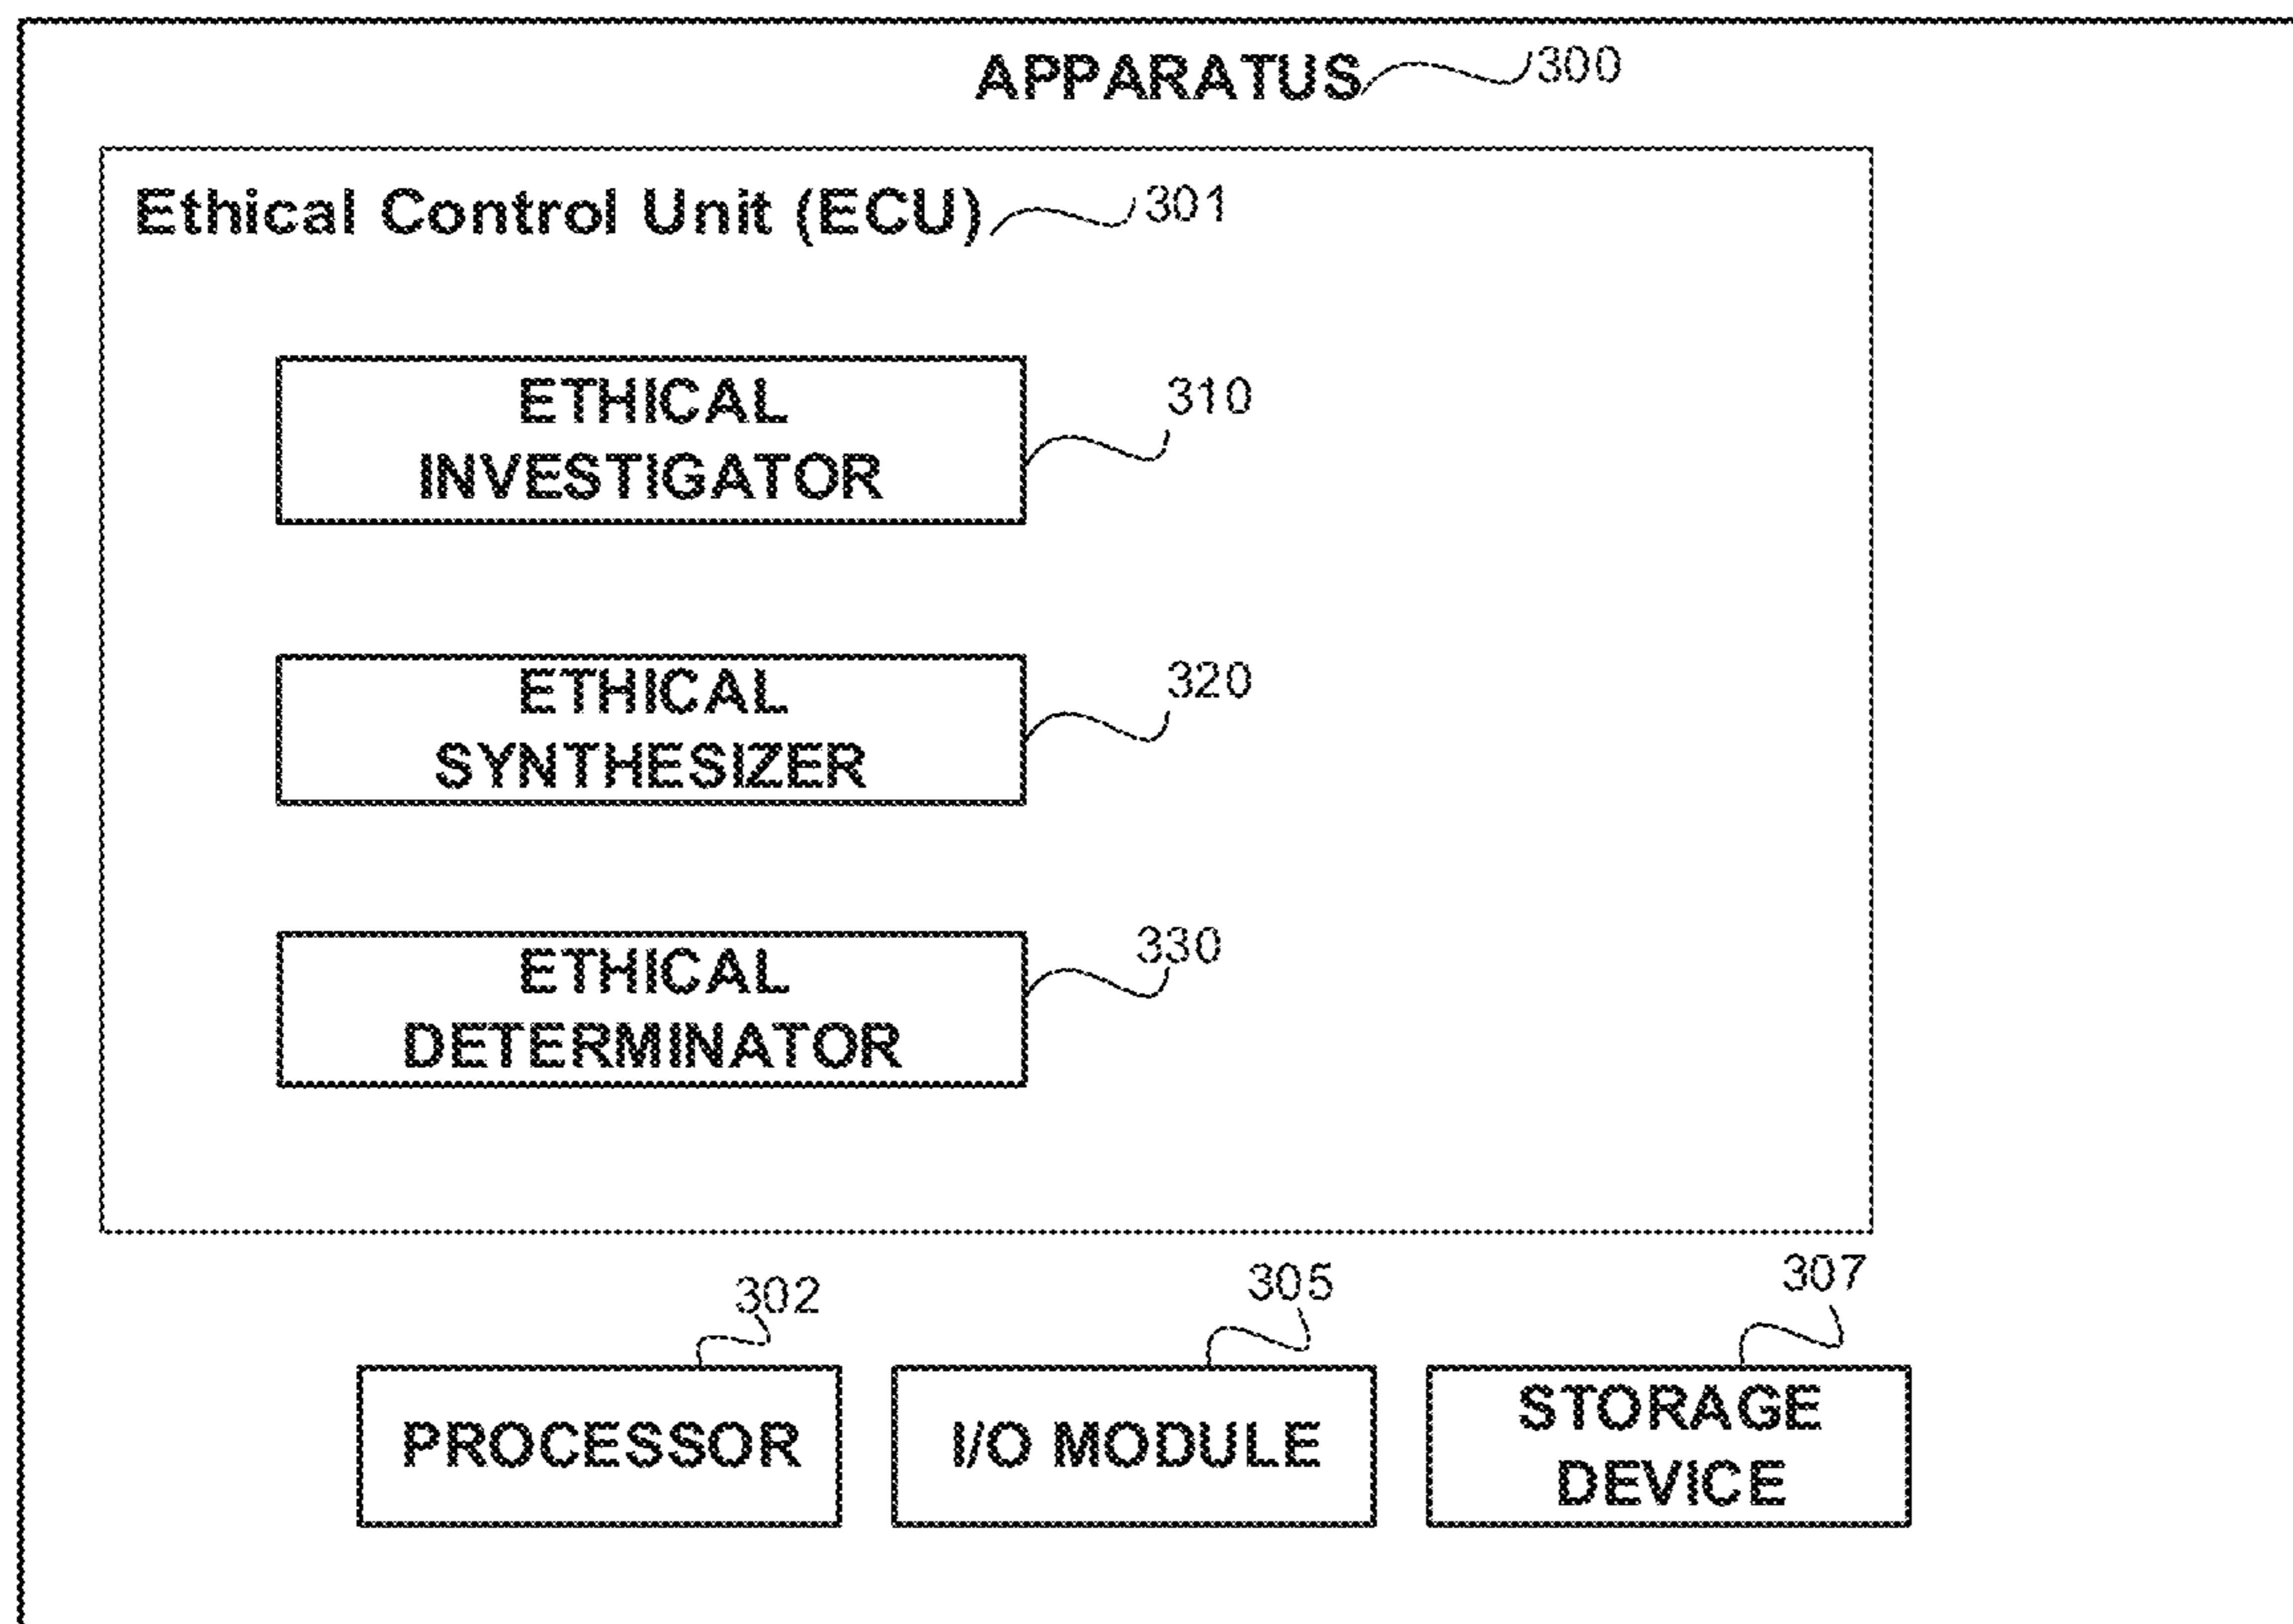 APPARATUS 300
Ethical Control Unit (ECU) 301
ETHICAL
INVESTIGATOR
310
ETHICAL
SYNTHESIZER
320
ETHICAL
DETERMINATOR
330
302
305
307
PROCESSOR
I/O MODULE
STORAGE
DEVICE